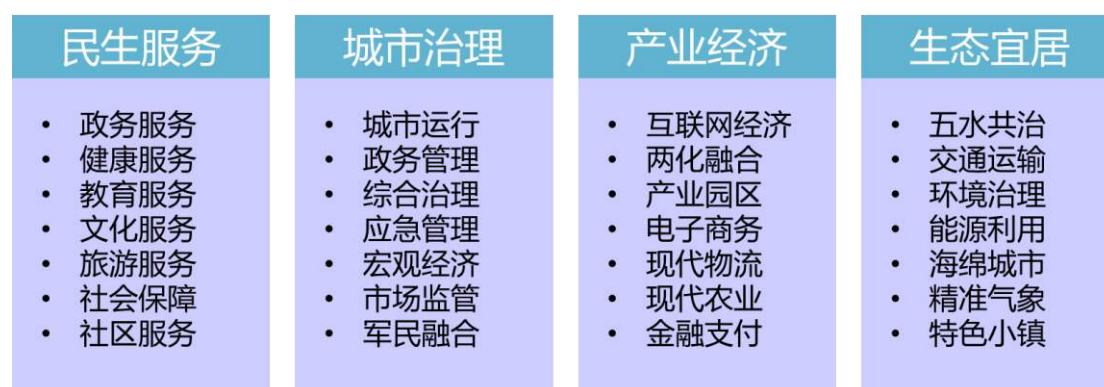 民生服务
• 政务服务
• 健康服务
• 教育服务
• 文化服务
• 旅游服务
• 社会保障
• 社区服务
城市治理
• 城市运行
• 政务管理
• 综合治理
• 应急管理
• 宏观经济
• 市场监管
• 军民融合
产业经济
• 互联网经济
• 两化融合
• 产业园区
• 电子商务
• 现代物流
• 现代农业
• 金融支付
生态宜居
• 五水共治
• 交通运输
• 环境治理
• 能源利用
• 海绵城市
• 精准气象
• 特色小镇